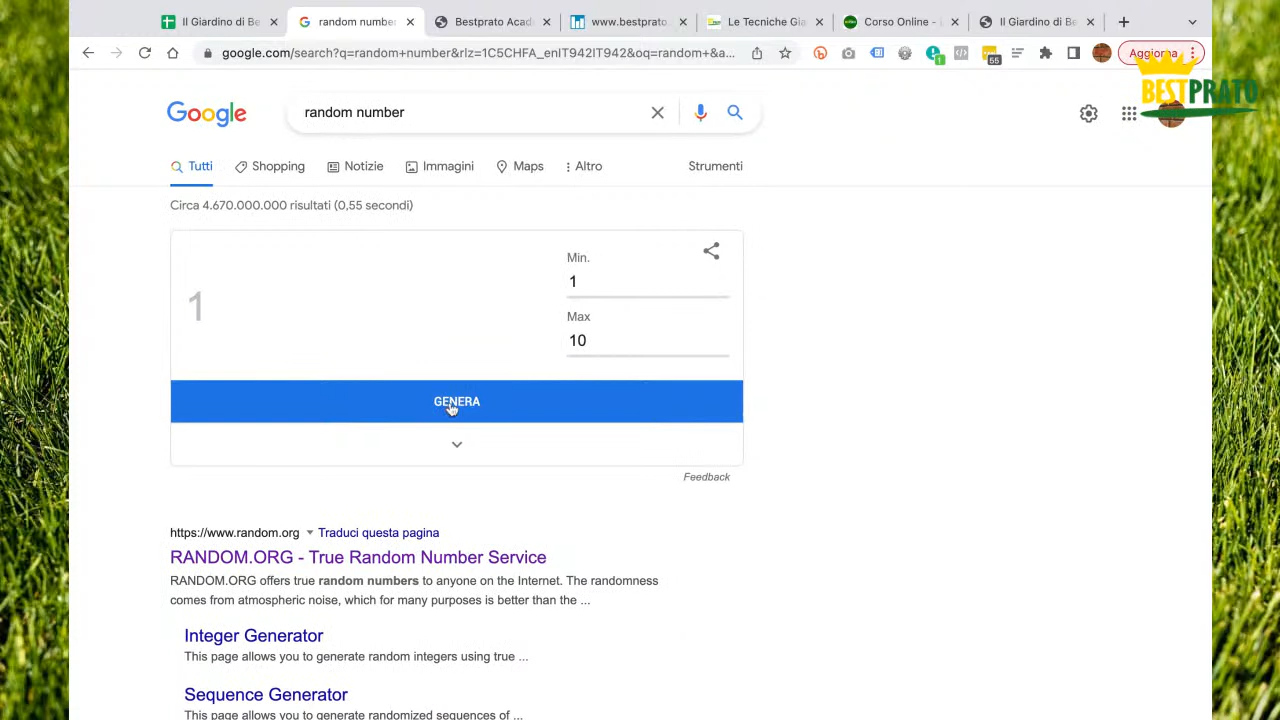 Il Giardino di Be
random number
Bestprato Acad
www.bestprato.
Le Tecniche Gia
Corso Online - I
Il Giardino di Be
google.com/search?q=random+number&rlz=1C5CHFA_enIT942IT942&oq=random+&a...
1
55
Aggiorna
BESTPRATO
Google
random number
Tutti
Shopping
Notizie
Immagini
Maps
Altro
Strumenti
Circa 4.670.000.000 risultati (0,55 secondi)
Min.
1
1
Max
10
GENERA
Feedback
https://www.random.org
Traduci questa pagina
RANDOM.ORG - True Random Number Service
RANDOM.ORG offers true random numbers to anyone on the Internet. The randomness
comes from atmospheric noise, which for many purposes is better than the ...
Integer Generator
This page allows you to generate random integers using true ...
Sequence Generator
This page allows you to generate randomized sequences of ...